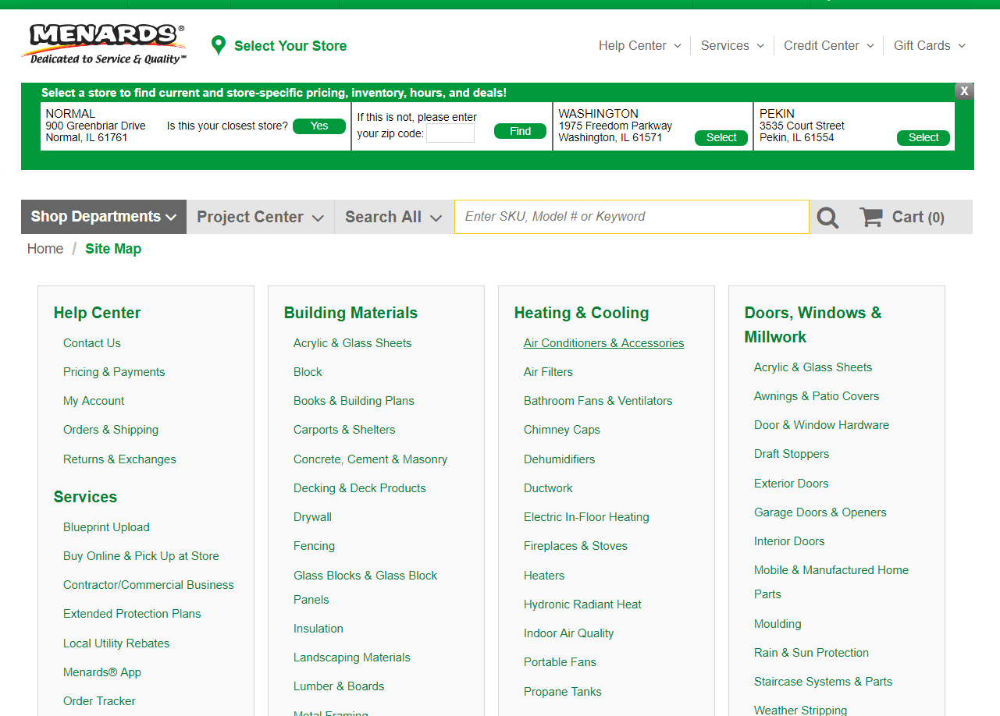 MENARDS®
Dedicated to Service & Quality℠
Select Your Store
Help Center
Services
Credit Center
Gift Cards
Select a store to find current and store-specific pricing, inventory, hours, and deals!
X
NORMAL
900 Greenbriar Drive
Normal, IL 61761
Is this your closest store?
Yes
If this is not, please enter
your zip code:
Find
WASHINGTON
1975 Freedom Parkway
Washington, IL 61571
Select
PEKIN
3535 Court Street
Pekin, IL 61554
Select
Shop Departments
Project Center
Search All
Enter SKU, Model # or Keyword
Cart (0)
Home / Site Map
Help Center
Contact Us
Pricing & Payments
My Account
Orders & Shipping
Returns & Exchanges
Services
Blueprint Upload
Buy Online & Pick Up at Store
Contractor/Commercial Business
Extended Protection Plans
Local Utility Rebates
Menards® App
Order Tracker
Building Materials
Acrylic & Glass Sheets
Block
Books & Building Plans
Carports & Shelters
Concrete, Cement & Masonry
Decking & Deck Products
Drywall
Fencing
Glass Blocks & Glass Block
Panels
Insulation
Landscaping Materials
Lumber & Boards
Metal Framing
Heating & Cooling
Air Conditioners & Accessories
Air Filters
Bathroom Fans & Ventilators
Chimney Caps
Dehumidifiers
Ductwork
Electric In-Floor Heating
Fireplaces & Stoves
Heaters
Hydronic Radiant Heat
Indoor Air Quality
Portable Fans
Propane Tanks
Doors, Windows &
Millwork
Acrylic & Glass Sheets
Awnings & Patio Covers
Door & Window Hardware
Draft Stoppers
Exterior Doors
Garage Doors & Openers
Interior Doors
Mobile & Manufactured Home
Parts
Moulding
Rain & Sun Protection
Staircase Systems & Parts
Weather Stripping